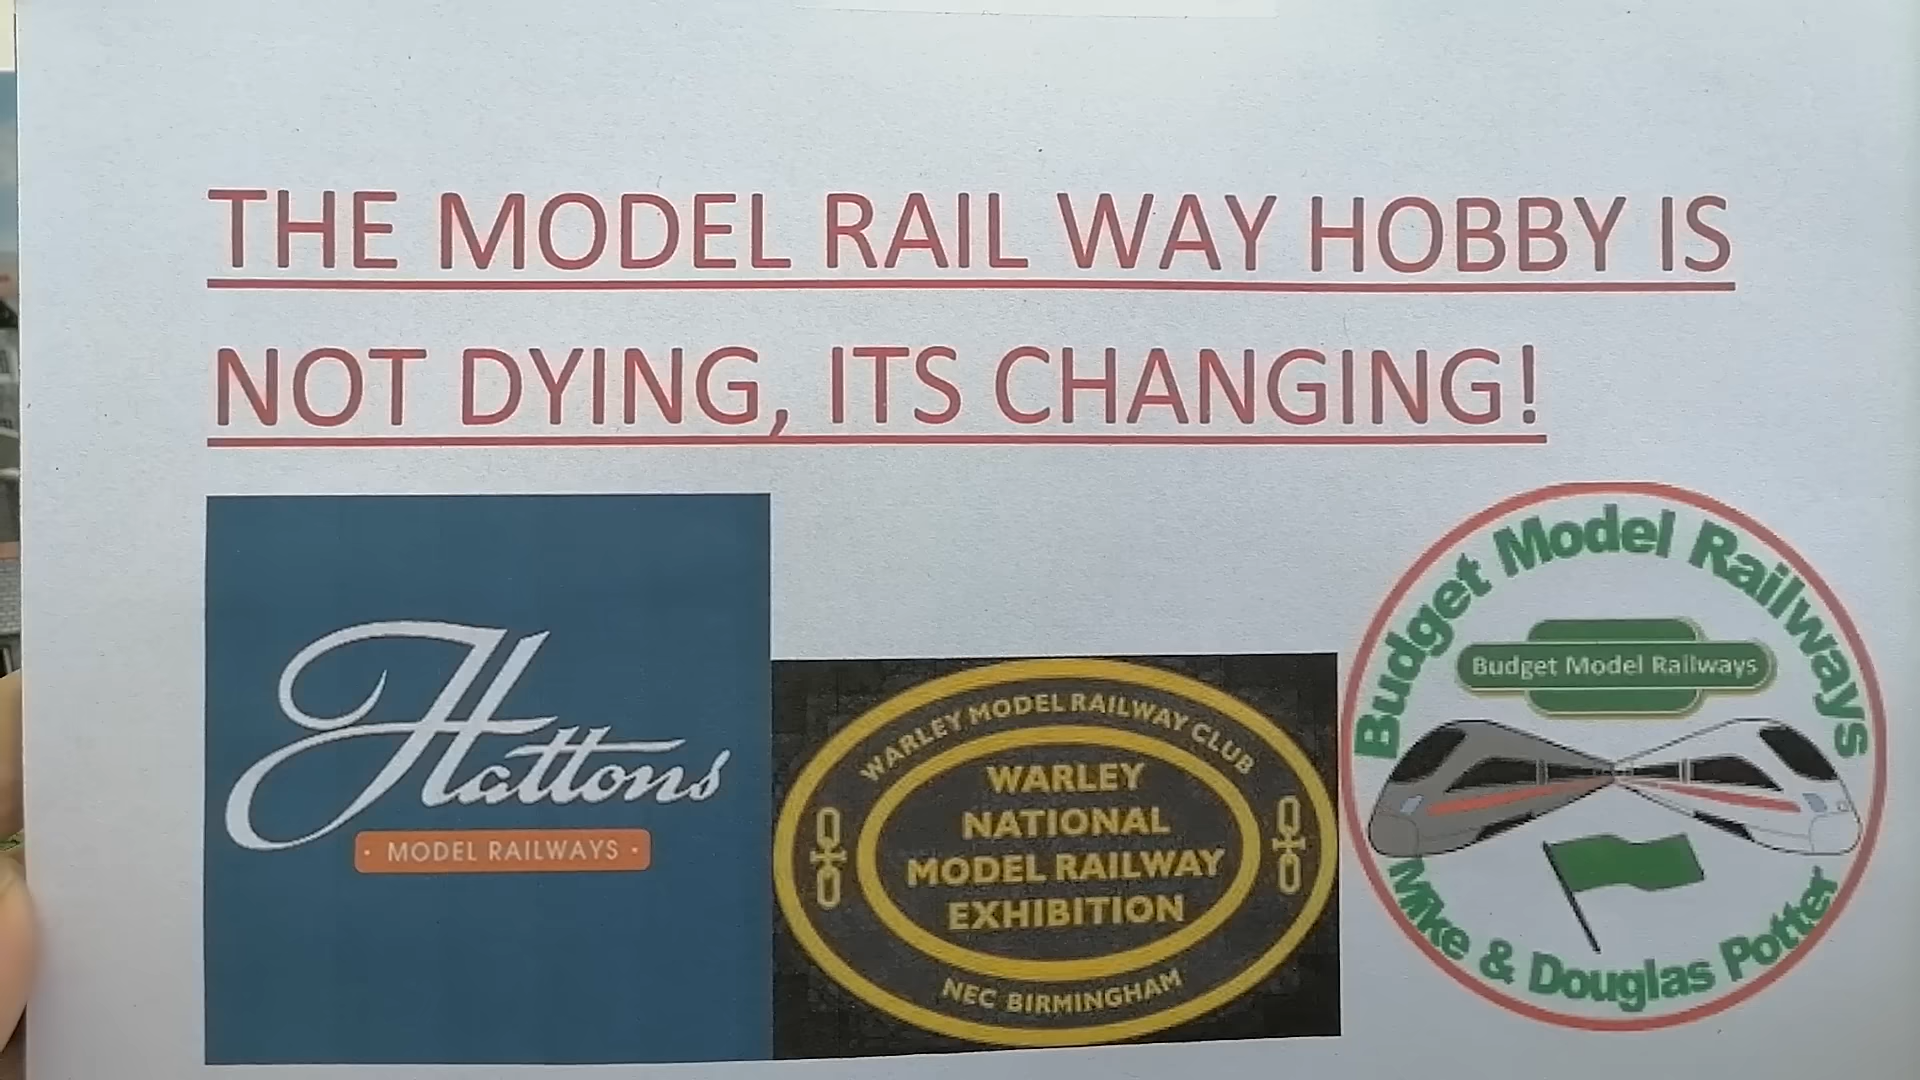 THE MODEL RAIL WAY HOBBY IS
NOT DYING, ITS CHANGING!
Hattons
· MODEL RAILWAYS ·
WARLEY MODEL RAILWAY CLUB
WARLEY
NATIONAL
MODEL RAILWAY
EXHIBITION
NEC BIRMINGHAM
Budget Model Railways
Budget Model Railways
Mike & Douglas Potter